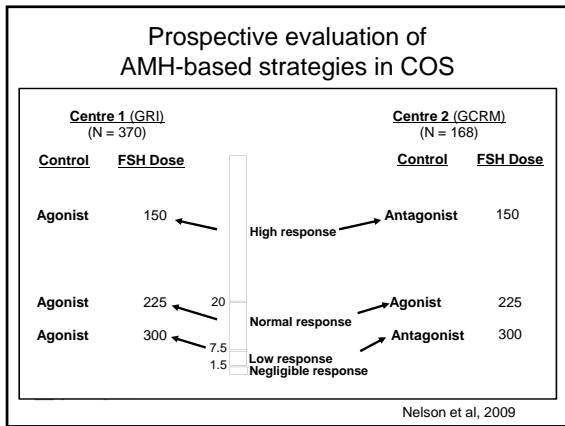 Prospective evaluation of
AMH-based strategies in COS
Centre 1 (GRI)
(N = 370)
Control FSH Dose
Agonist 150
Agonist 225
Agonist 300
High response
20
Normal response
7.5
Low response
1.5
Negligible response
Centre 2 (GCRM)
(N = 168)
Control FSH Dose
Antagonist 150
Agonist 225
Antagonist 300
Nelson et al, 2009